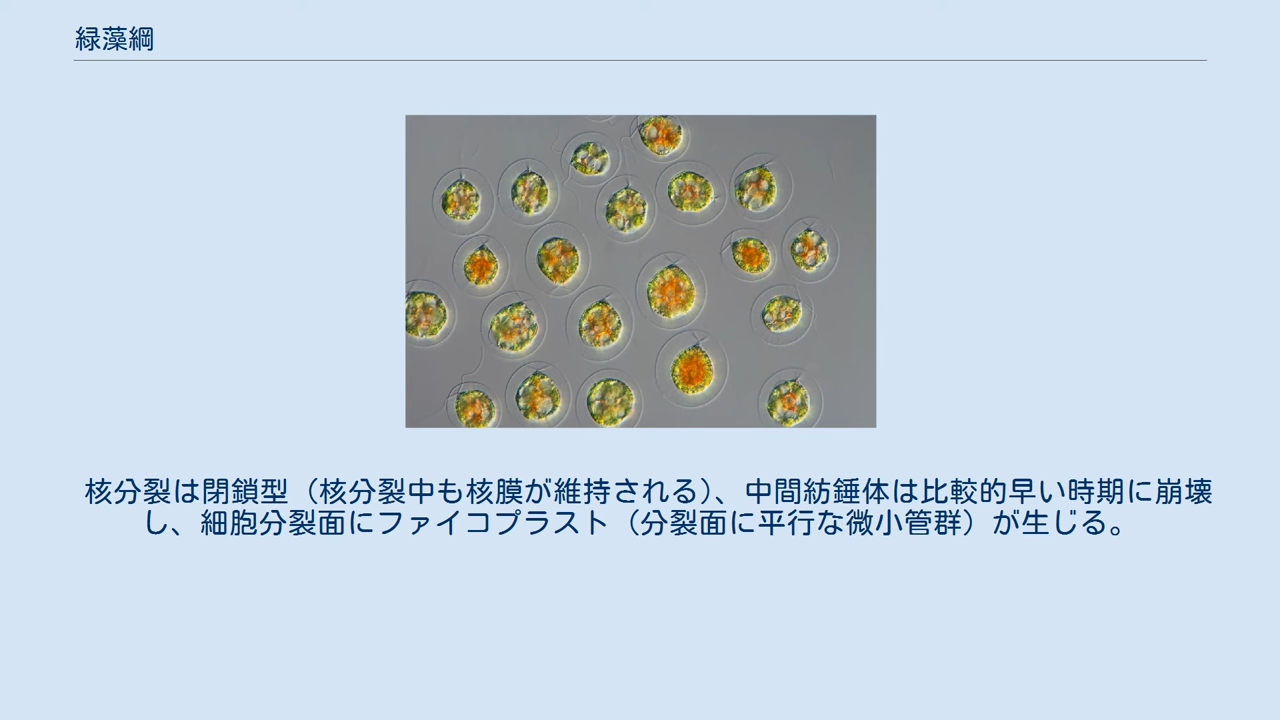 緑藻綱
核分裂は閉鎖型（核分裂中も核膜が維持される）、中間紡錘体は比較的早い時期に崩壊
し、細胞分裂面にファイコプラスト（分裂面に平行な微小管群）が生じる。